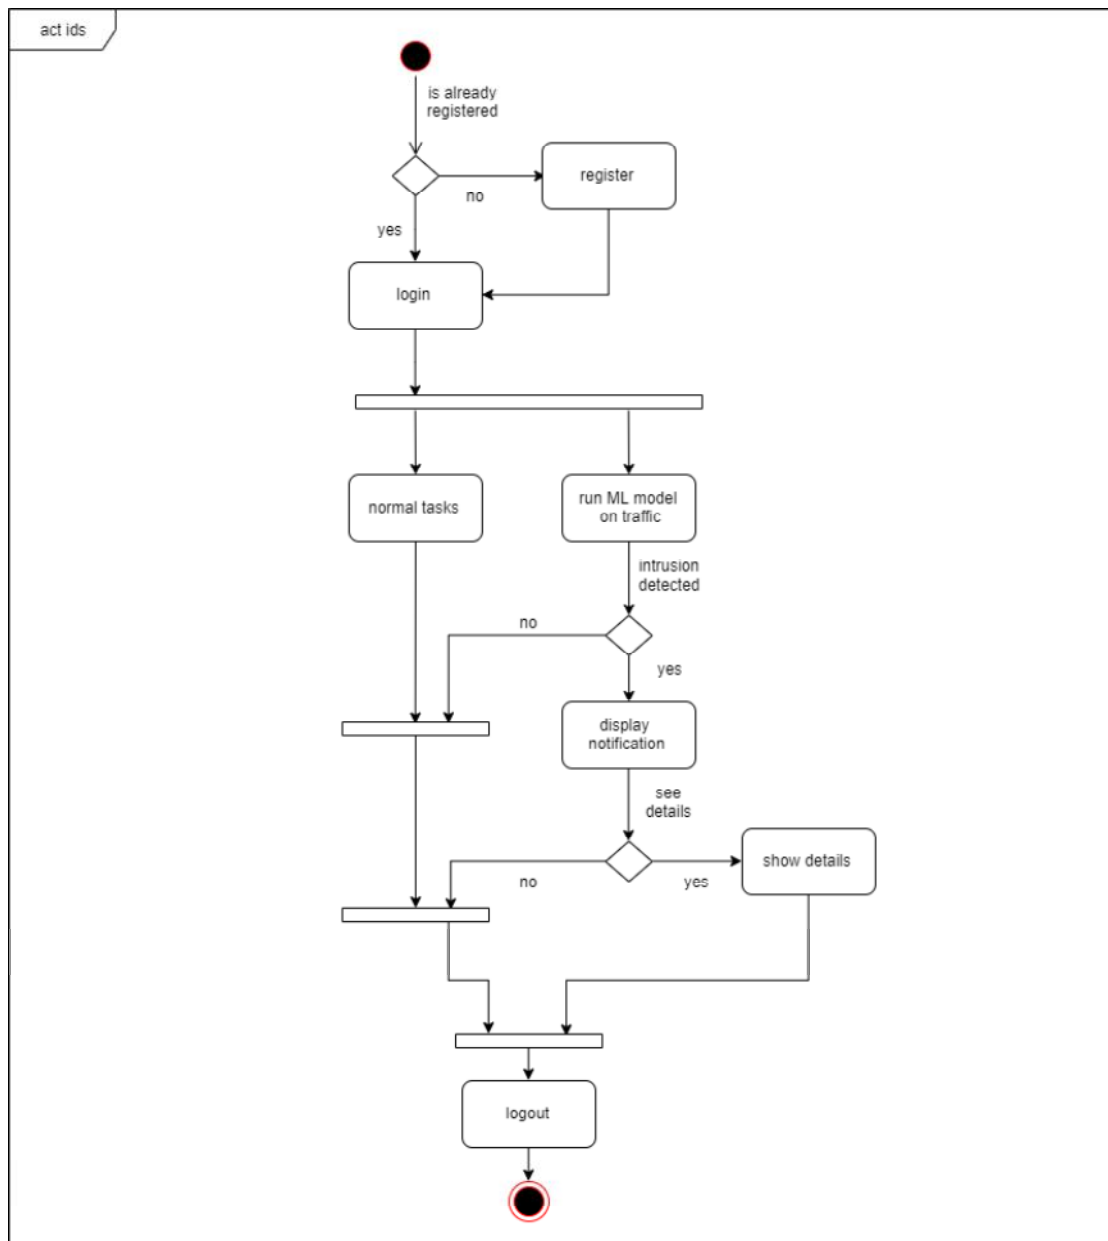 act ids
is already
registered
register
no
yes
login
normal tasks
run ML model
on traffic
intrusion
detected
no
yes
display
notification
see
details
show details
no
yes
logout